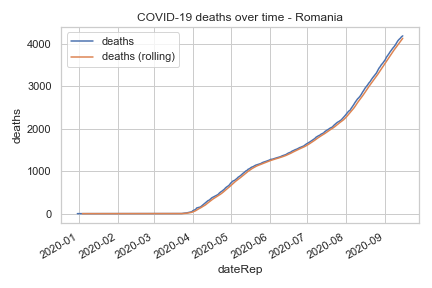 COVID-19 deaths over time - Romania
deaths
deaths (rolling)
4000
3000
2000
1000
0
deaths
2020-01
2020-02
2020-03
2020-04
2020-05
2020-06
2020-07
2020-08
2020-09
dateRep